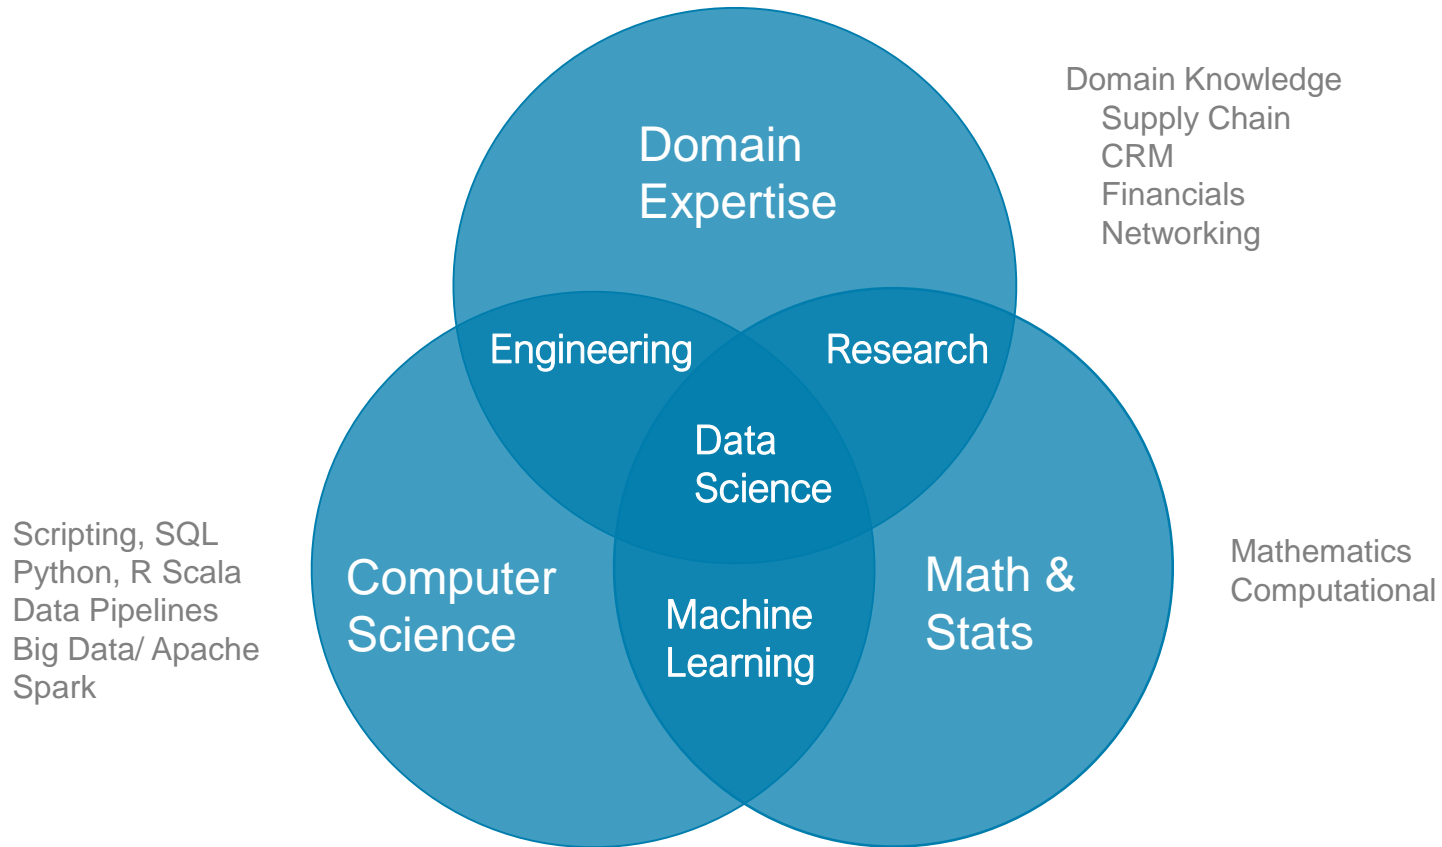 Domain Knowledge
Supply Chain
CRM
Financials
Networking
Domain
Expertise
Engineering
Research
Data
Science
Scripting, SQL
Python, R Scala
Data Pipelines
Big Data/ Apache
Spark
Computer
Science
Machine
Learning
Math &
Stats
Mathematics
Computational